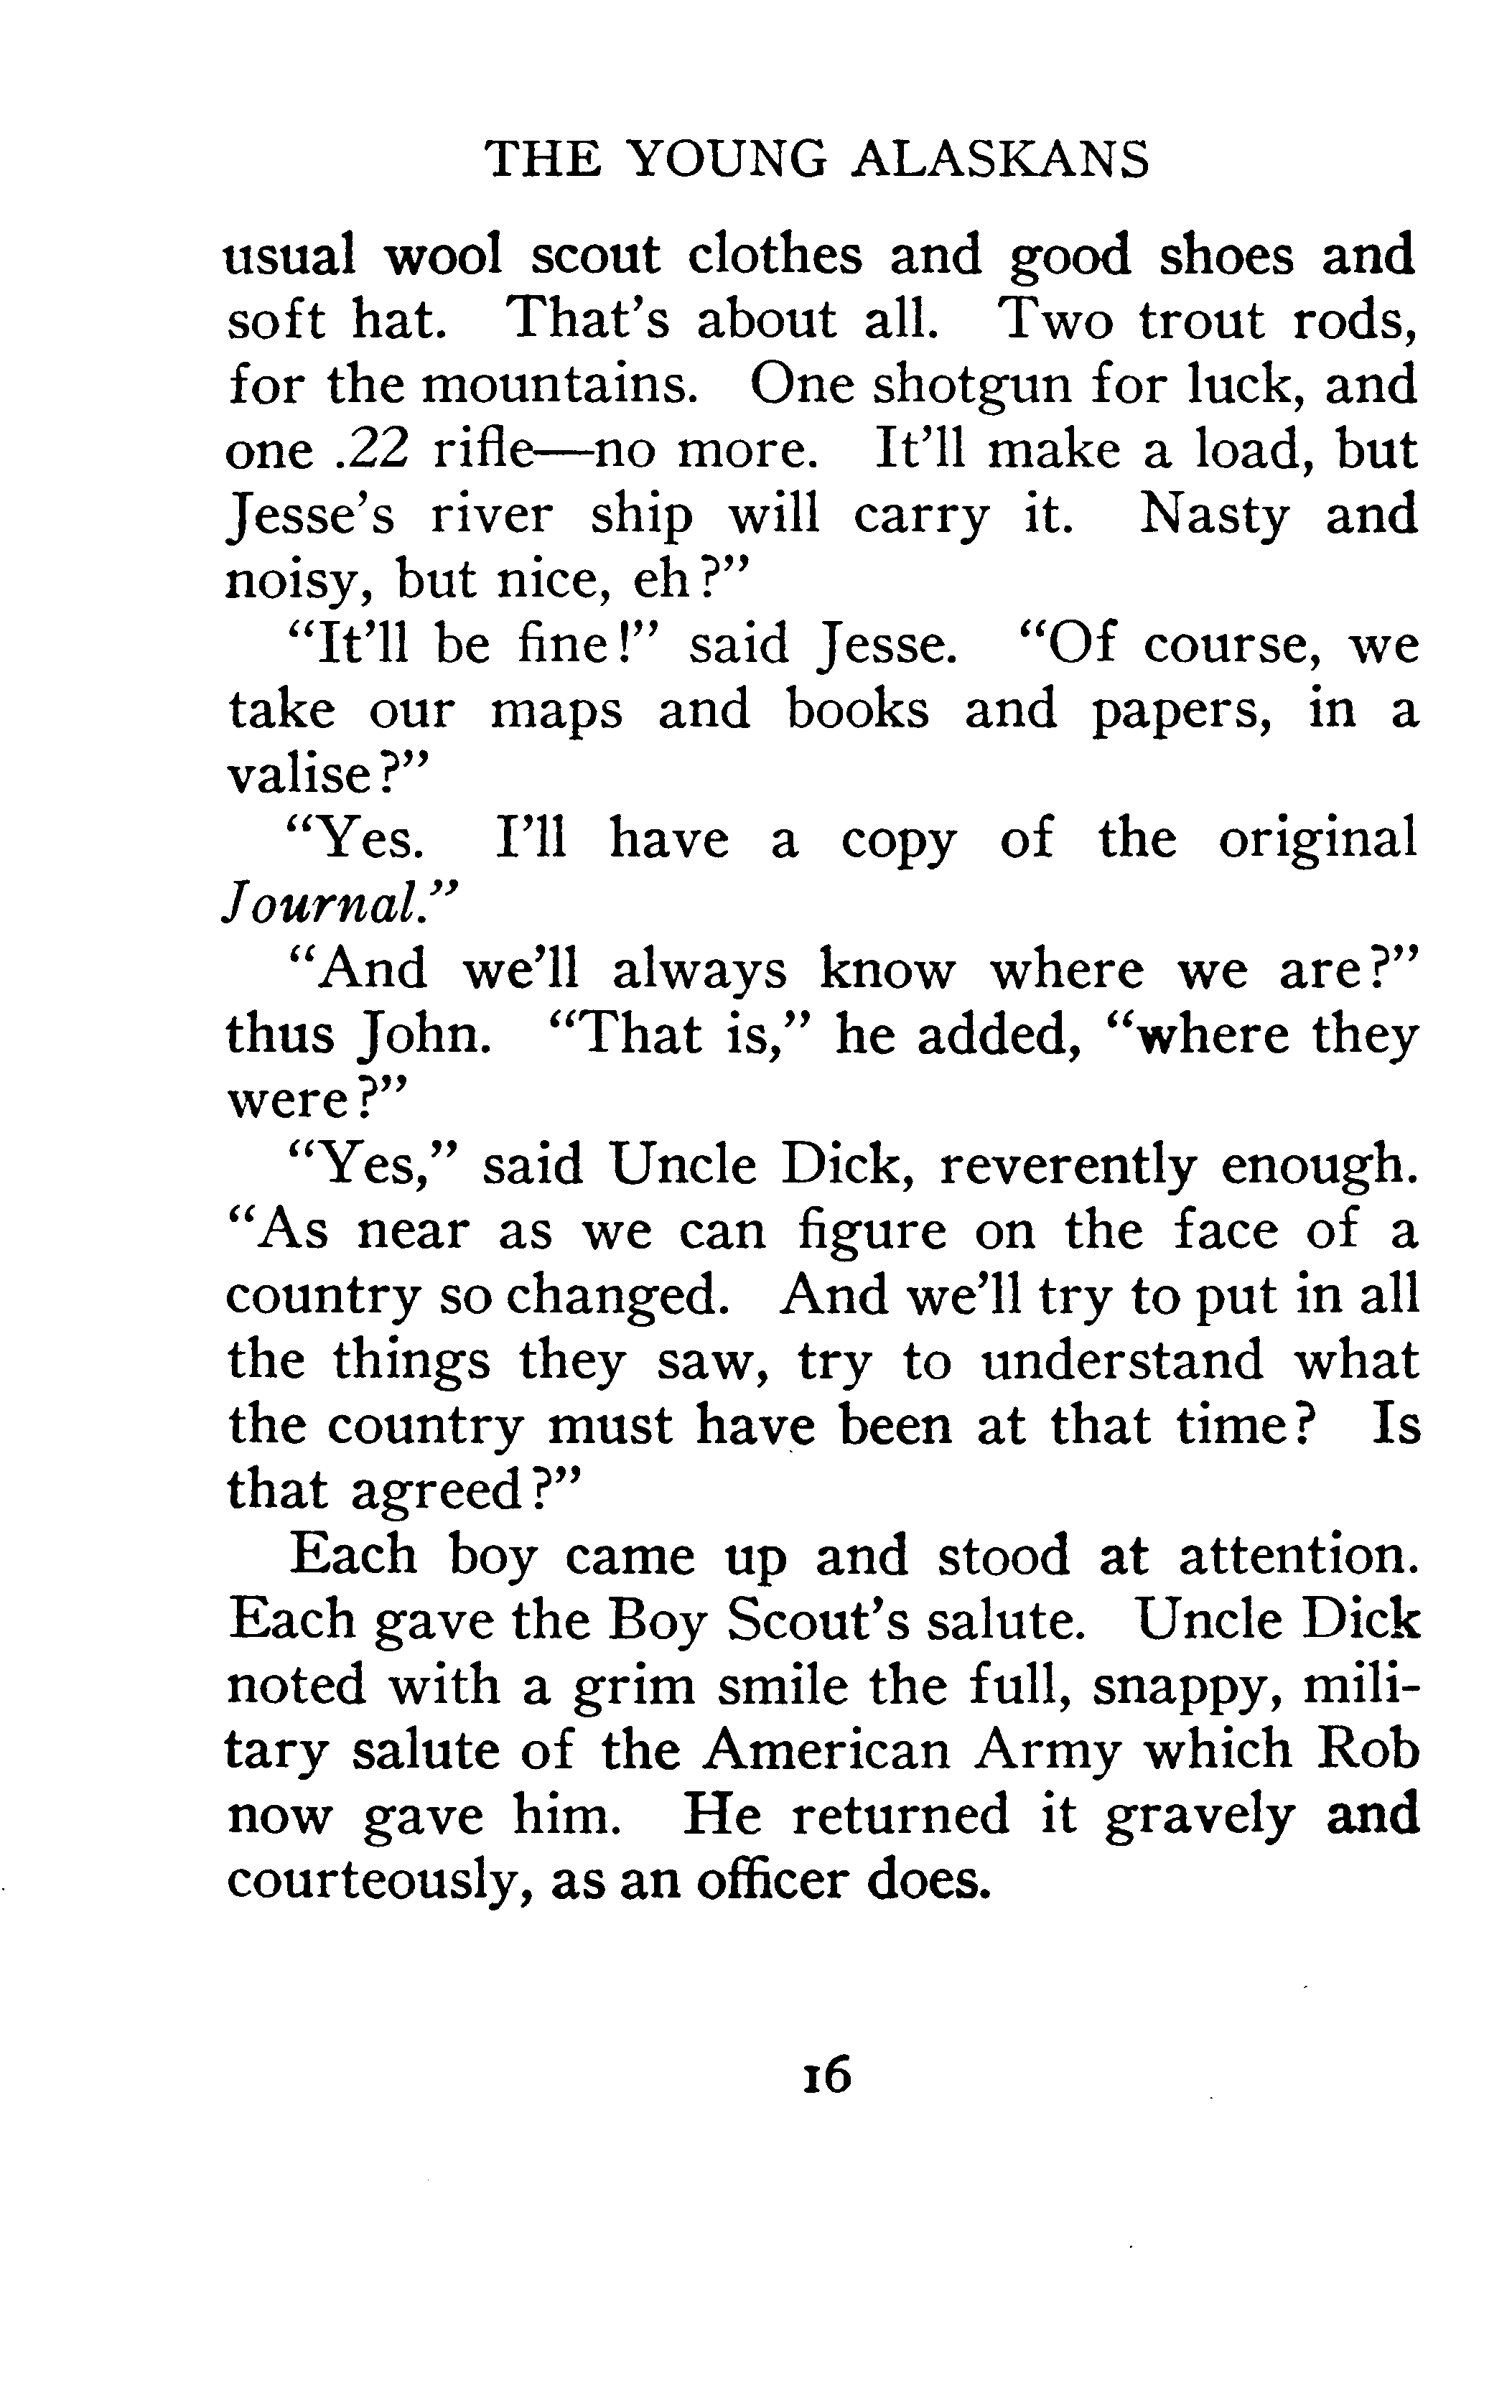 THE YOUNG ALASKANS
usual wool scout clothes and good shoes and
soft hat. That's about all. Two trout rods,
for the mountains. One shotgun for luck, and
one .22 rifle—no more. It'll make a load, but
Jesse's river ship will carry it. Nasty and
noisy, but nice, eh?"
"It'll be fine!" said Jesse. "Of course, we
take our maps and books and papers, in a
valise?"
"Yes. I'll have a copy of the original
Journal."
"And we'll always know where we are?"
thus John. "That is," he added, "where they
were?"
"Yes," said Uncle Dick, reverently enough.
"As near as we can figure on the face of a
country so changed. And we'll try to put in all
the things they saw, try to understand what
the country must have been at that time? Is
that agreed?"
Each boy came up and stood at attention.
Each gave the Boy Scout's salute. Uncle Dick
noted with a grim smile the full, snappy, mili-
tary salute of the American Army which Rob
now gave him. He returned it gravely and
courteously, as an officer does.
16